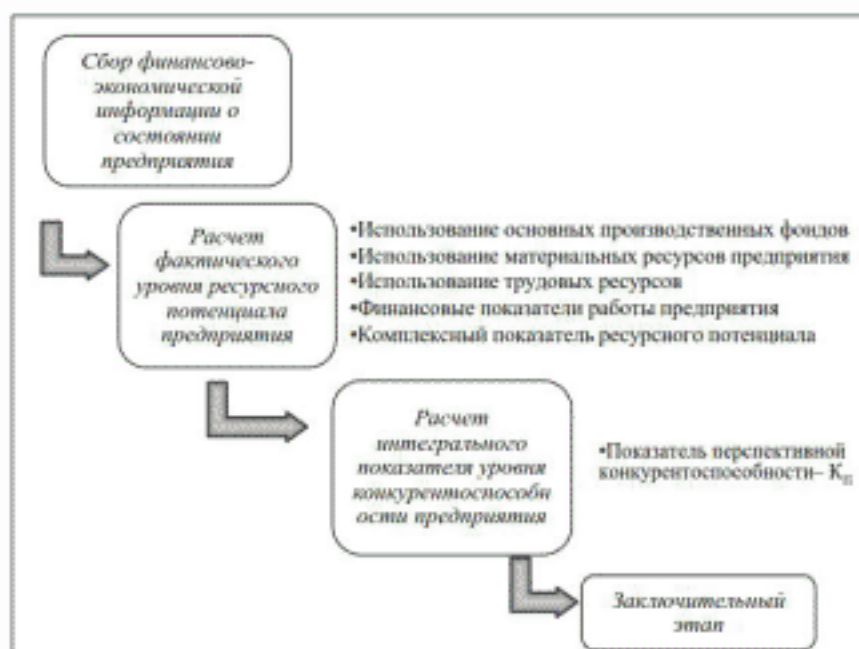 Сбор финансово-
экономической
информации о
состоянии
предприятия
Расчет
фактического
уровня ресурсного
потенциала
предприятия
•Использование основных производственных фондов
•Использование материальных ресурсов предприятия
•Использование трудовых ресурсов
•Финансовые показатели работы предприятия
•Комплексный показатель ресурсного потенциала
Расчет
интегрального
показателя уровня
конкурентоспособн
ости предприятия
•Показатель перспективной
конкурентоспособности– Кп
Заключительный
этап